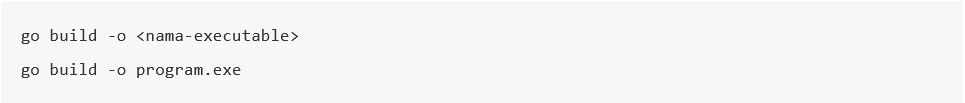 go build -o <nama-executable>
go build -o program.exe